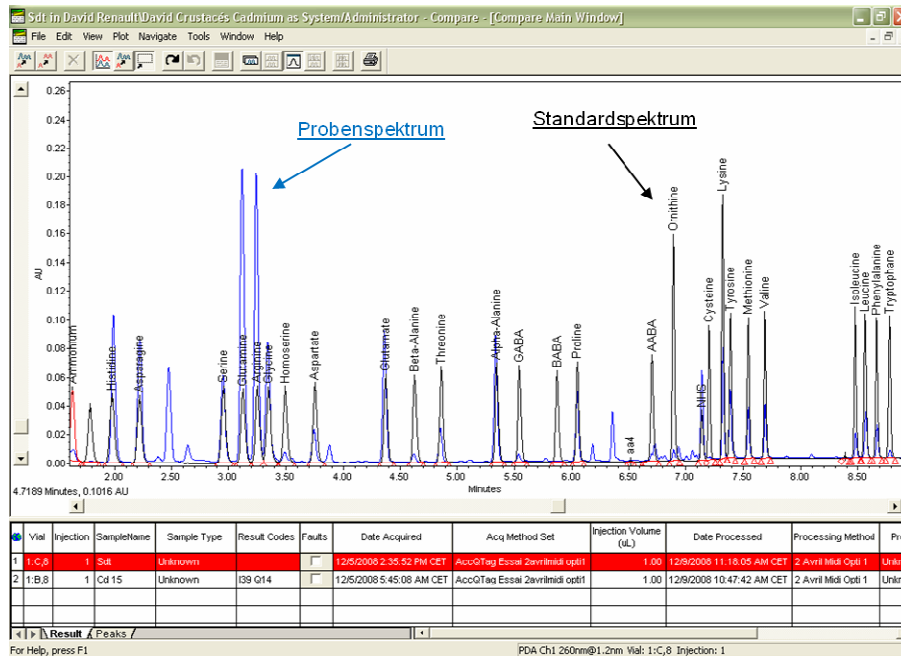 Sdt in David Renault\David Crustacés Cadmium as System/Administrator - Compare - [Compare Main Window]
File Edit View Plot Navigate Tools Window Help
Probenspektrum
Standardspektrum
0.26
0.24
0.22
0.20
0.18
0.16
0.14
0.12
0.10
0.08
0.06
0.04
0.02
0.00
AU
Ammonium
Histidine
Asparagine
Serine
Glutamine
Arginine
Glycine
Homoserine
Aspartate
Glutamate
Beta-Alanine
Threonine
Alpha-Alanine
GABA
BABA
Proline
aa4
AABA
Ornithine
NHS
Cysteine
Lysine
Tyrosine
Methionine
Valine
Isoleucine
Leucine
Phenylalanine
Tryptophane
2.00 2.50 3.00 3.50 4.00 4.50 5.00 5.50 6.00 6.50 7.00 7.50 8.00 8.50
Minutes
4.7189 Minutes, 0.1016 AU
Vial Injection SampleName Sample Type Result Codes Faults Date Acquired Acq Method Set Injection Volume (uL) Date Processed Processing Method
1 1:C,8 1 Sdt Unknown 12/5/2008 2:35:52 PM CET AccQTag Essai 2avrilmidi opti1 1.00 12/9/2008 11:18:05 AM CET 2 Avril Midi Opti 1
2 1:B,8 1 Cd 15 Unknown I39 Q14 12/5/2008 5:45:08 AM CET AccQTag Essai 2avrilmidi opti1 1.00 12/9/2008 10:47:42 AM CET 2 Avril Midi Opti 1
Result Peaks
For Help, press F1 PDA Ch1 260nm@1.2nm Vial: 1:C,8 Injection: 1